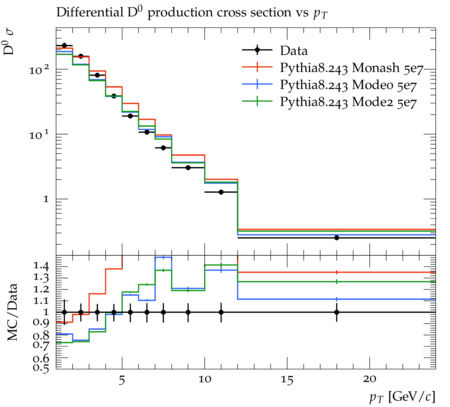 Differential D⁰ production cross section vs p_T
D⁰ σ
Data
Pythia8.243 Monash 5e7
Pythia8.243 Mode0 5e7
Pythia8.243 Mode2 5e7
10²
10¹
1
MC/Data
1.4
1.3
1.2
1.1
1
0.9
0.8
0.7
0.6
0.5
5 10 15 20
p_T [GeV/c]